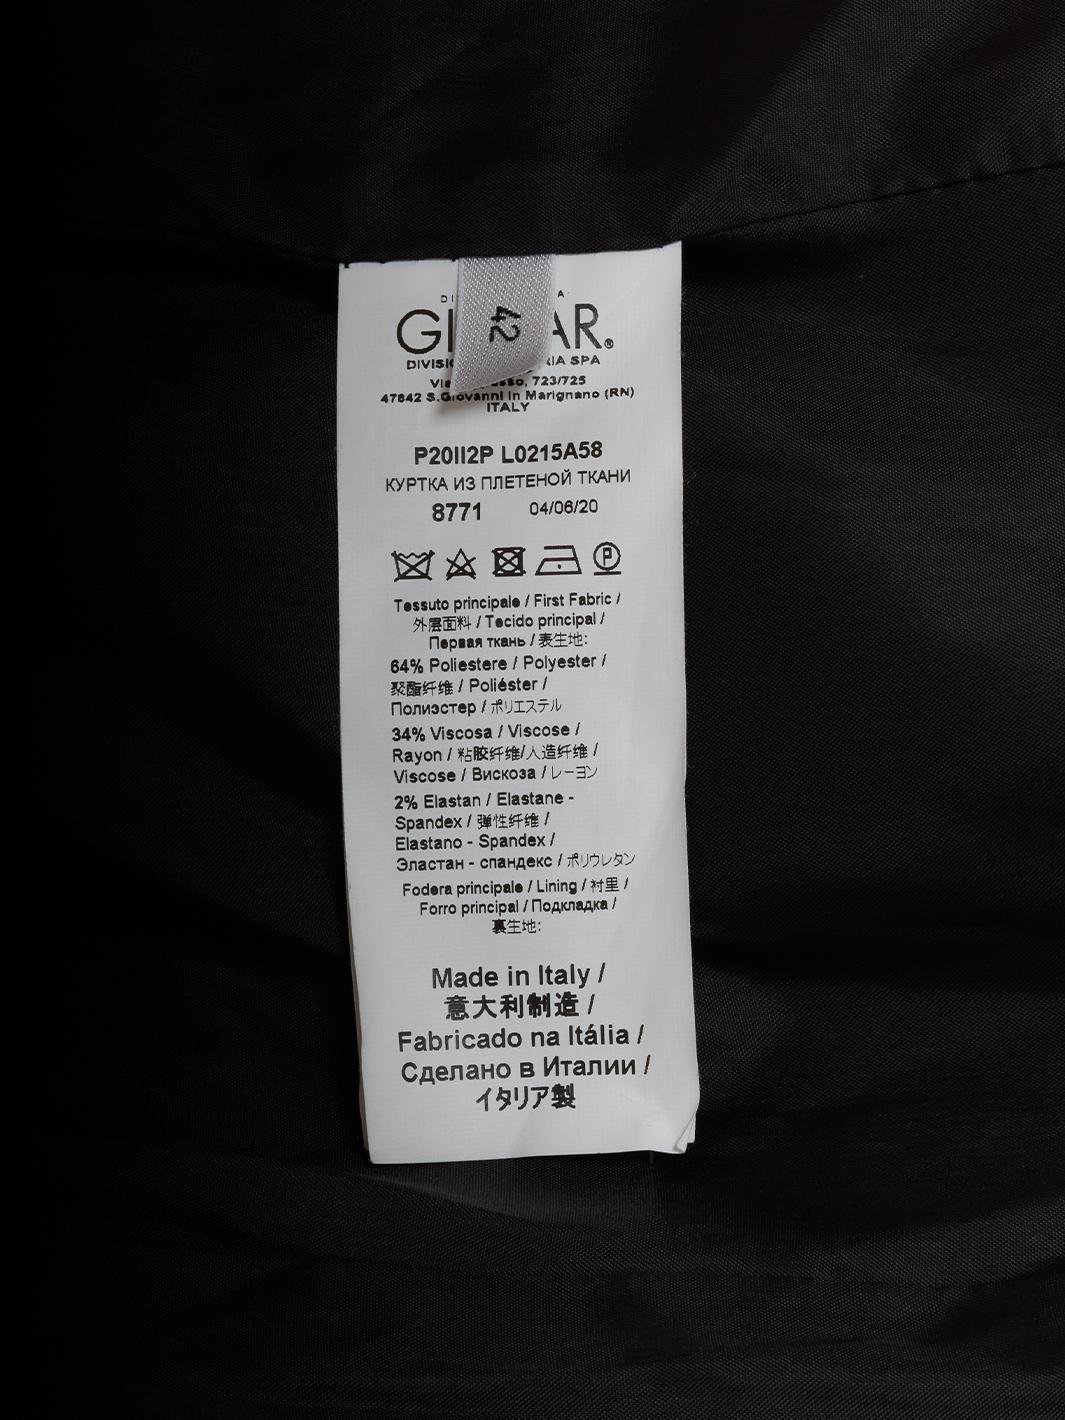 42
ITALY
47842 S.Giovanni in Marignano (RN)
P20II2P L0215A58
КУРТКА ИЗ ПЛЕТЕНОЙ ТКАНИ
8771 04/06/20
Tessuto principale / First Fabric /
外层面料 / Tecido principal /
Первая ткань / 表生地:
64% Poliestere / Polyester /
聚酯纤维 / Poliéster /
Полиэстер / ポリエステル
34% Viscosa / Viscose /
Rayon / 粘胶纤维/人造纤维 /
Viscose / Вискоза / レーヨン
2% Elastan / Elastane -
Spandex / 弹性纤维 /
Elastano - Spandex /
Эластан - спандекс / ポリウレタン
Fodera principale / Lining / 衬里 /
Forro principal / Подкладка /
裏生地:
Made in Italy /
意大利制造 /
Fabricado na Itália /
Сделано в Италии /
イタリア製